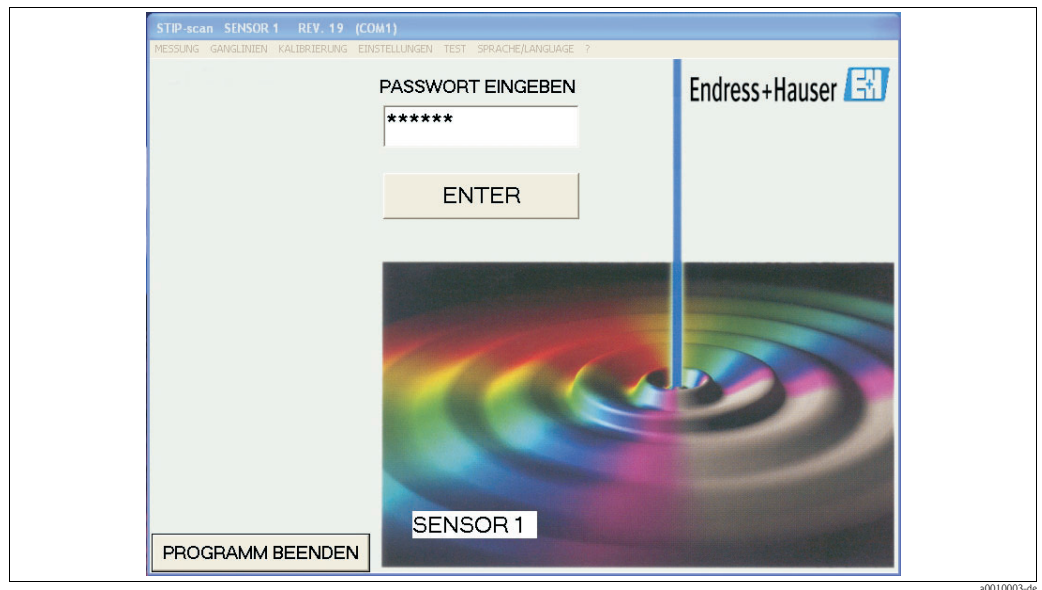 STIP-scan SENSOR 1 REV. 19 (COM1)
MESSUNG GANGLINIEN KALIBRIERUNG EINSTELLUNGEN TEST SPRACHE/LANGUAGE ?
PASSWORT EINGEBEN
Endress+Hauser EH
******
ENTER
SENSOR 1
PROGRAMM BEENDEN
a0010003-de